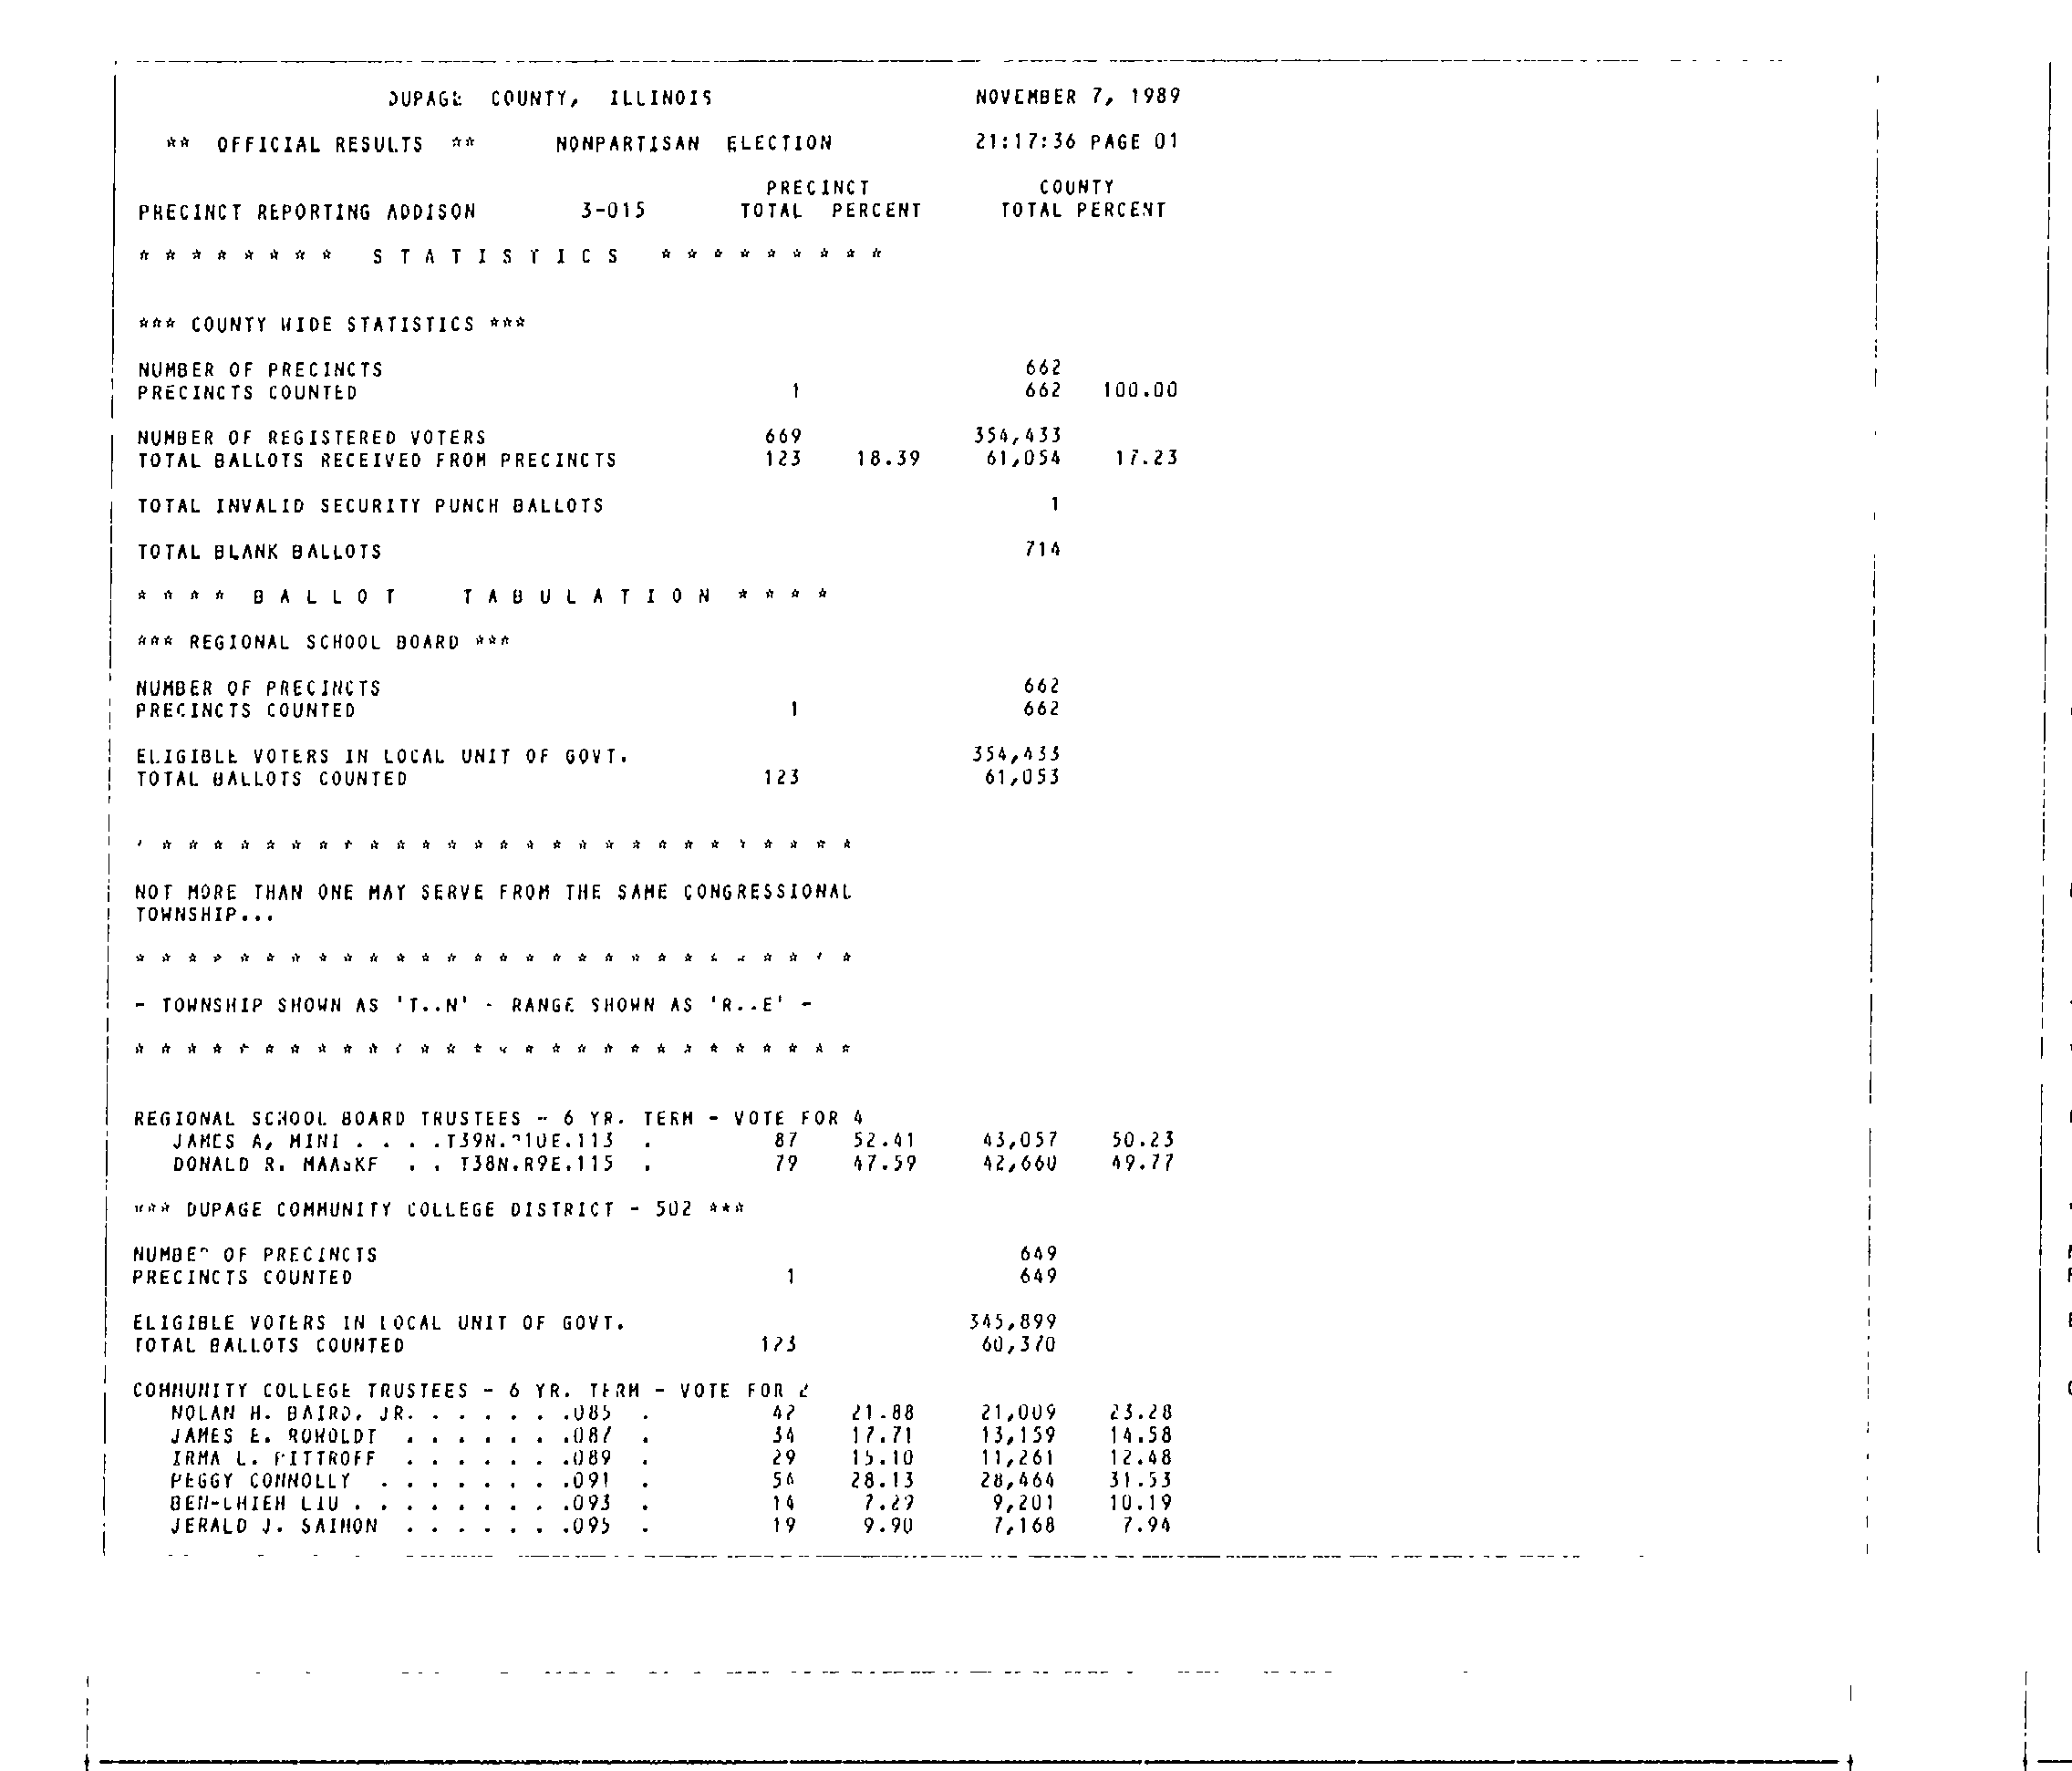 DUPAGE COUNTY, ILLINOIS NOVEMBER 7, 1989
** OFFICIAL RESULTS ** NONPARTISAN ELECTION 21:17:36 PAGE 01
PRECINCT COUNTY
PRECINCT REPORTING ADDISON 3-015 TOTAL PERCENT TOTAL PERCENT
* * * * * * * * S T A T I S T I C S * * * * * * * * *
*** COUNTY WIDE STATISTICS ***
NUMBER OF PRECINCTS 662
PRECINCTS COUNTED 1 662 100.00
NUMBER OF REGISTERED VOTERS 669 354,433
TOTAL BALLOTS RECEIVED FROM PRECINCTS 123 18.39 61,054 17.23
TOTAL INVALID SECURITY PUNCH BALLOTS 1
TOTAL BLANK BALLOTS 714
* * * * B A L L O T T A B U L A T I O N * * * *
*** REGIONAL SCHOOL BOARD ***
NUMBER OF PRECINCTS 662
PRECINCTS COUNTED 1 662
ELIGIBLE VOTERS IN LOCAL UNIT OF GOVT. 354,433
TOTAL BALLOTS COUNTED 123 61,053
* * * * * * * * * * * * * * * * * * * * * * * * * * * *
NOT MORE THAN ONE MAY SERVE FROM THE SAME CONGRESSIONAL
TOWNSHIP...
* * * * * * * * * * * * * * * * * * * * * * * * * * * *
- TOWNSHIP SHOWN AS 'T..N' - RANGE SHOWN AS 'R..E' -
* * * * * * * * * * * * * * * * * * * * * * * * * * * *
REGIONAL SCHOOL BOARD TRUSTEES - 6 YR. TERM - VOTE FOR 4
JAMES A. MINI . . . .T39N.R10E.113 . 87 52.41 43,057 50.23
DONALD R. . . T38N.R9E.115 . 79 47.59 42,660 49.77
*** DUPAGE COMMUNITY COLLEGE DISTRICT - 502 ***
NUMBER OF PRECINCTS 649
PRECINCTS COUNTED 1 649
ELIGIBLE VOTERS IN LOCAL UNIT OF GOVT. 345,899
TOTAL BALLOTS COUNTED 123 60,370
COMMUNITY COLLEGE TRUSTEES - 6 YR. TERM - VOTE FOR 2
NOLAN H. BAIRD, JR. . . . . . .085 . 42 21.88 21,009 23.28
JAMES E. ROWOLDT . . . . . . .087 . 34 17.71 13,159 14.58
IRMA L. PITTROFF . . . . . . .089 . 29 15.10 11,261 12.48
PEGGY CONNOLLY . . . . . . . .091 . 54 28.13 28,464 31.53
BEN-CHIEH LIU . . . . . . . . .093 . 14 7.29 9,201 10.19
JERALD J. SAIMON . . . . . . .095 . 19 9.90 7,168 7.94